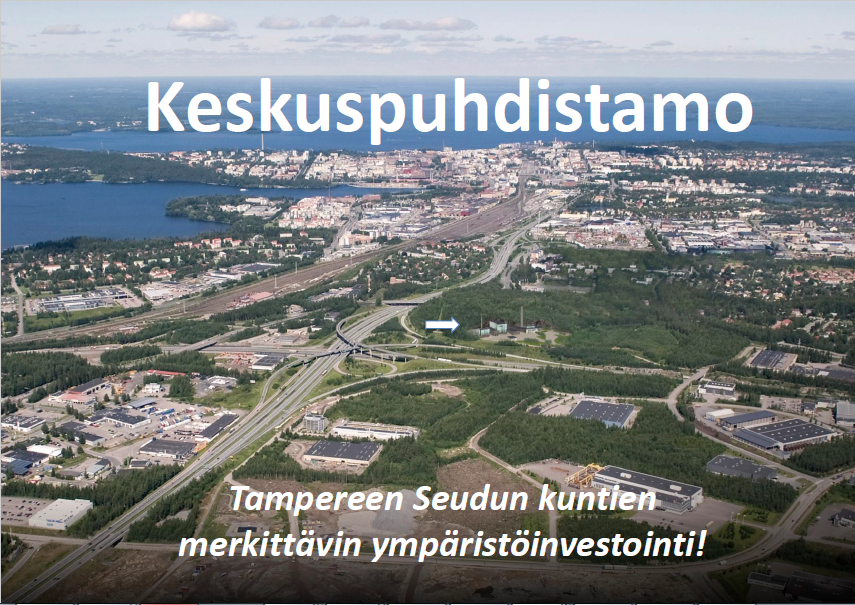 Keskuspuhdistamo
Tampereen Seudun kuntien
merkittävin ympäristöinvestointi!